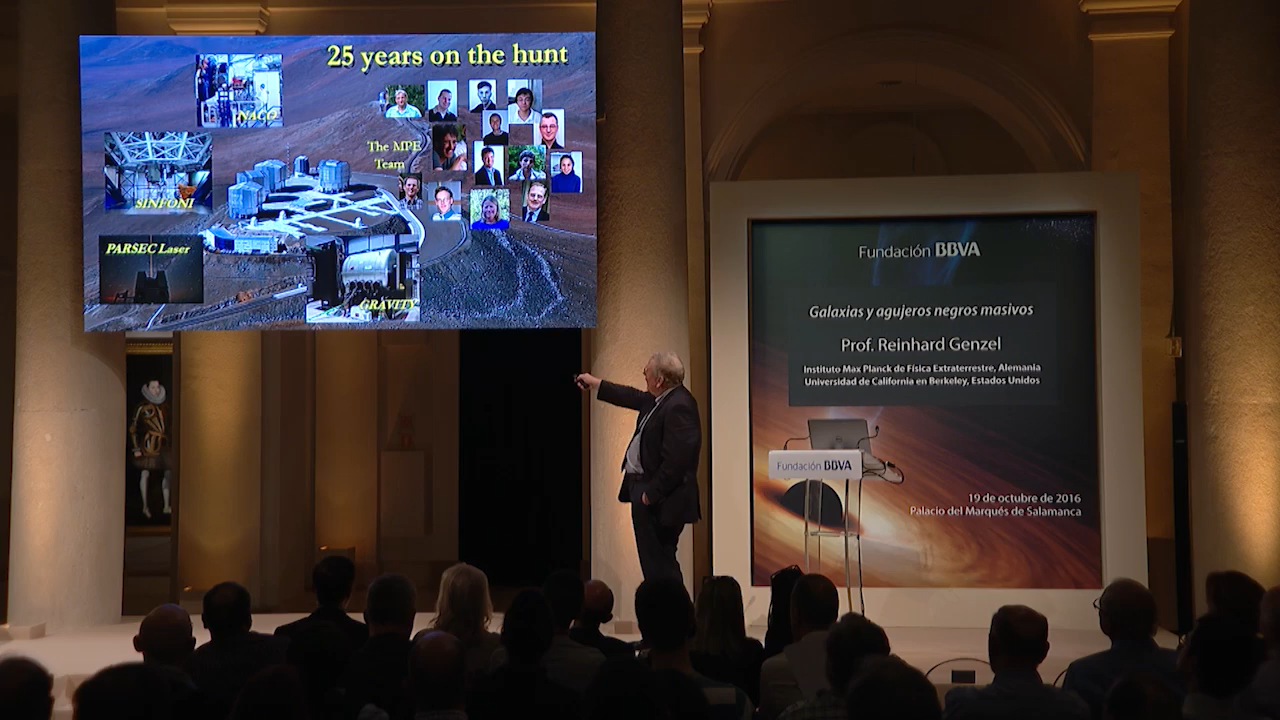 25 years on the hunt
NACO
The MPE
Team
SINFONI
PARSEC Laser
GRAVITY
Fundación BBVA
Galaxias y agujeros negros masivos
Prof. Reinhard Genzel
Instituto Max Planck de Física Extraterrestre, Alemania
Universidad de California en Berkeley, Estados Unidos
Fundación BBVA
19 de octubre de 2016
Palacio del Marqués de Salamanca